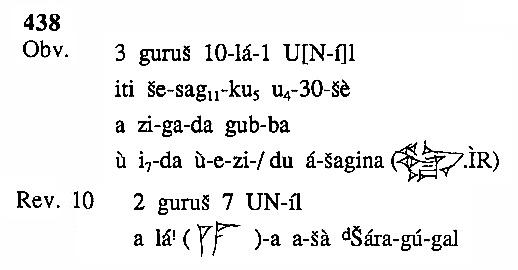 438
Obv. 3 guruš 10-lá-1 U[N-í]l
iti še-sag₁₁-ku₅ u₄-30-šè
a zi-ga-da gub-ba
ù i₇-da ù-e-zi-/ du á-šagina ( .ÌR)
Rev. 10 2 guruš 7 UN-íl
a lá! ( )-a a-šà ᵈŠára-gú-gal